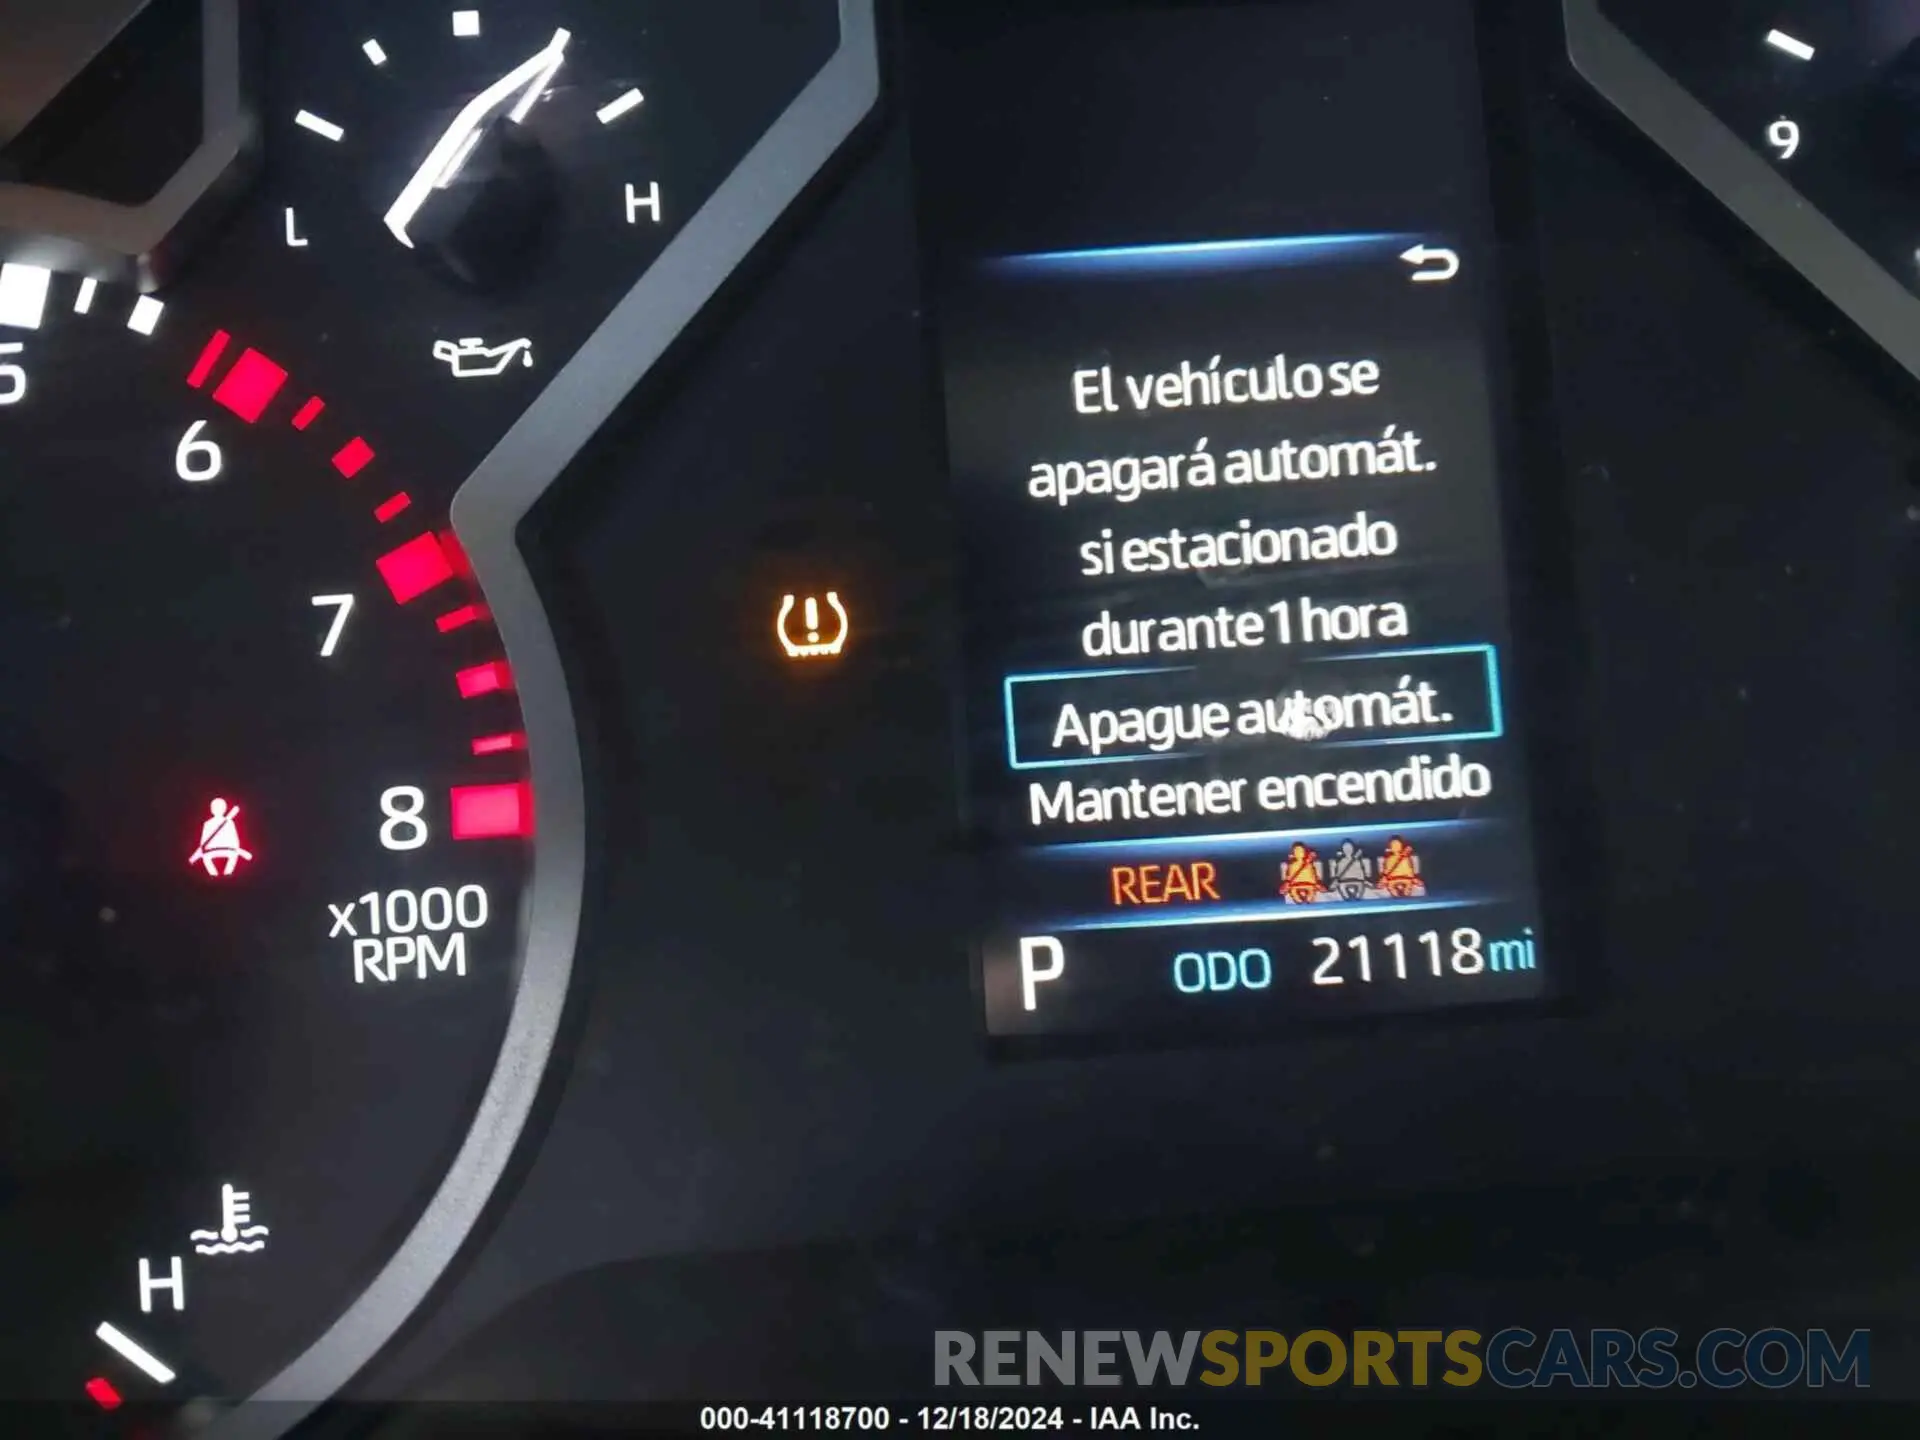 L
H
9
5
6
7
8
x1000
RPM
H
El vehículo se
apagará automát.
si estacionado
durante 1 hora
Apague automát.
Mantener encendido
REAR
P ODO 21118 mi
RENEWSPORTSCARS.COM
000-41118700 - 12/18/2024 - IAA Inc.